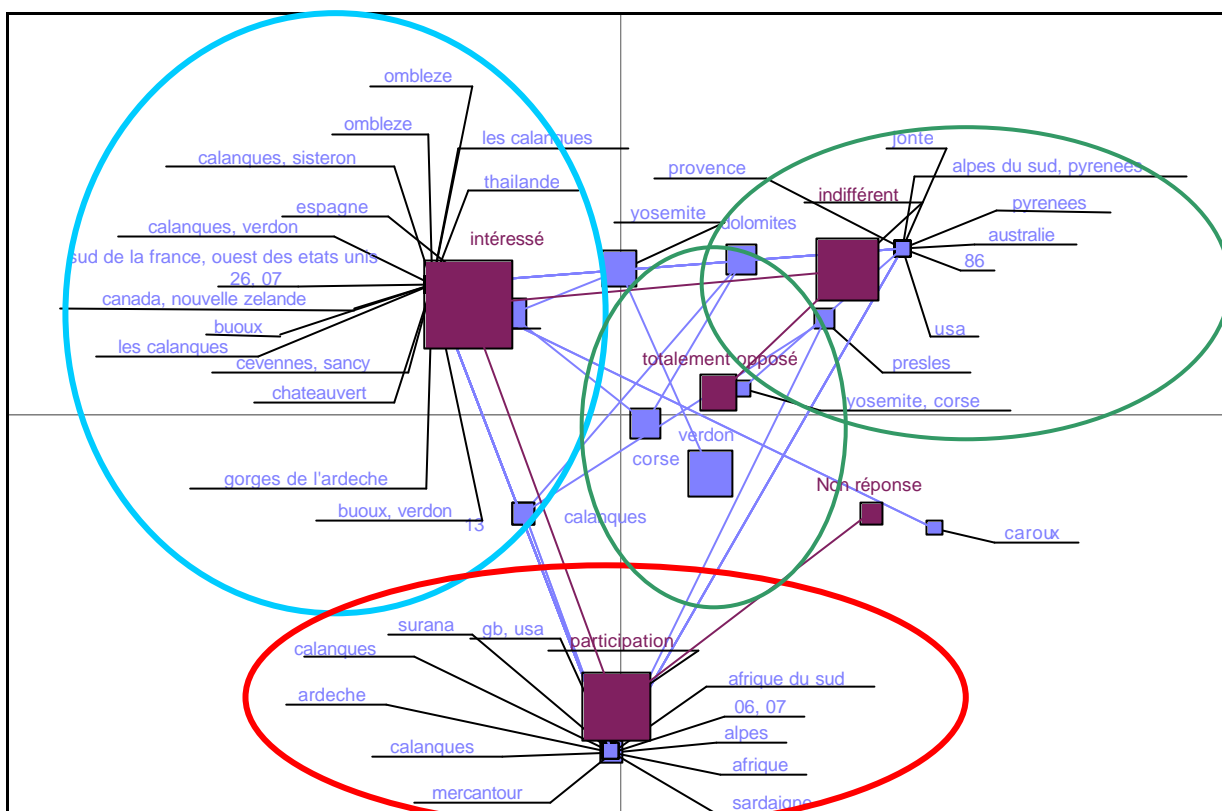 ombleze
ombleze
les calanques
calanques, sisteron
thailande
espagne
calanques, verdon
intéressé
sud de la france, ouest des etats unis
26, 07
canada, nouvelle zelande
buoux
les calanques
cevennes, sancy
chateauvert
gorges de l'ardeche
buoux, verdon
13
jonte
provence
alpes du sud, pyrenees
indifférent
pyrenees
yosemite
dolomites
australie
86
usa
presles
totalement opposé
yosemite, corse
verdon
corse
calanques
Non réponse
caroux
surana
gb, usa
participation
calanques
ardeche
afrique du sud
06, 07
alpes
calanques
afrique
mercantour
sardaigne